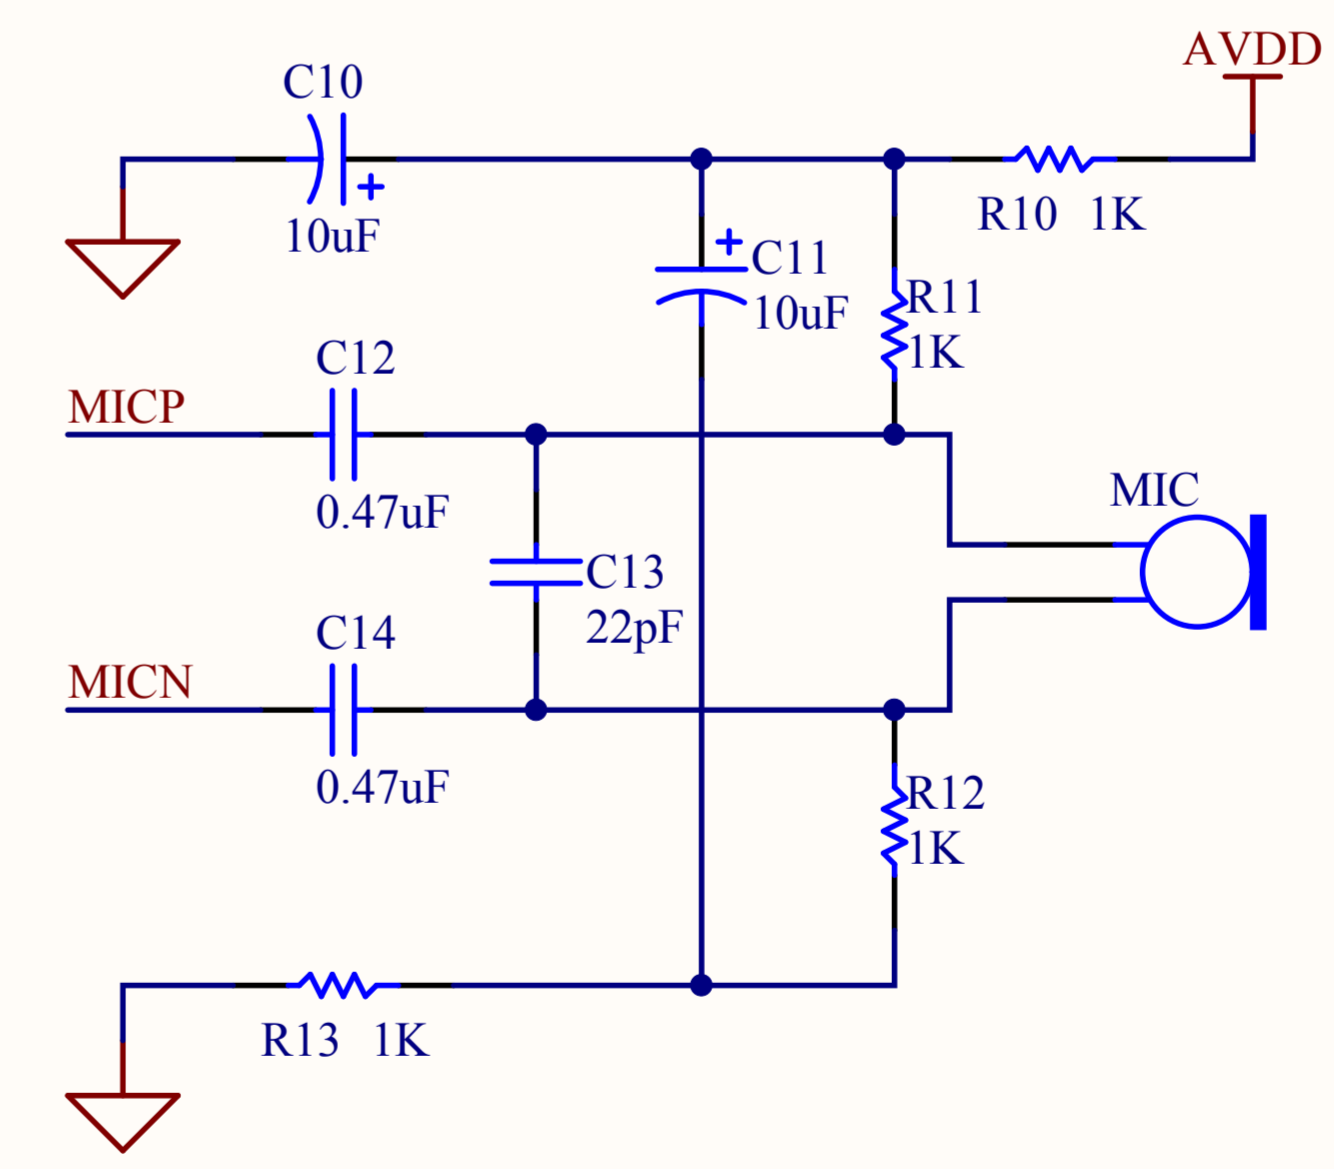 AVDD
C10
10uF
R10 1K
C11
10uF
R11
1K
C12
MICP
0.47uF
MIC
C13
22pF
C14
MICN
0.47uF
R12
1K
R13 1K